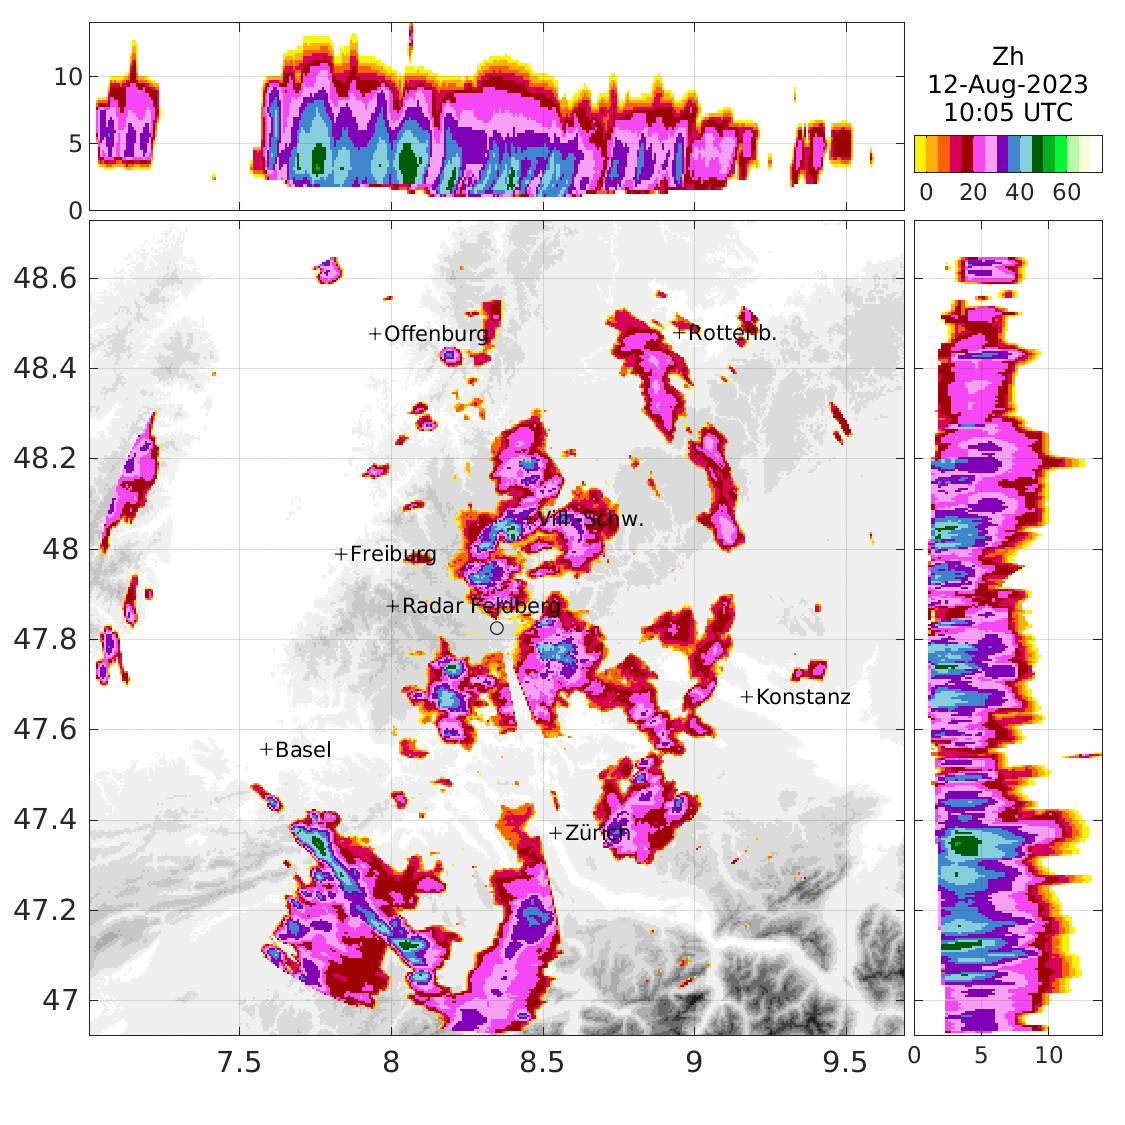 10
5
0
Zh
12-Aug-2023
10:05 UTC
0 20 40 60
48.6
48.4
48.2
48
47.8
47.6
47.4
47.2
47
+Offenburg
+Rottenb.
+Vill.-Schw.
+Freiburg
+Radar Feldberg
+Konstanz
+Basel
+Zürich
7.5 8 8.5 9 9.5
0 5 10